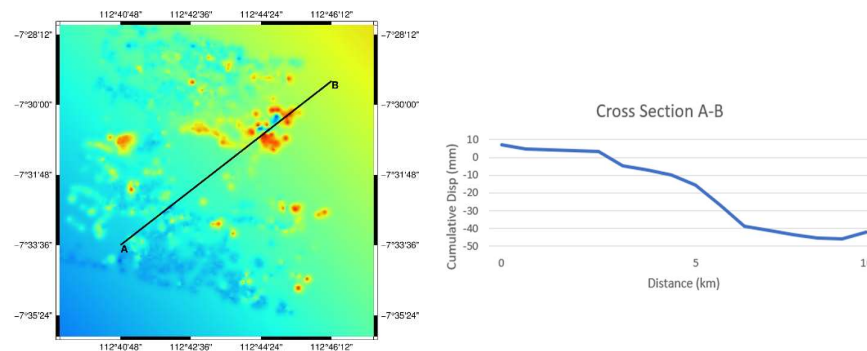 112°40'48" 112°42'36" 112°44'24" 112°46'12"
-7°28'12" -7°28'12"
B
-7°30'00" -7°30'00"
-7°31'48" -7°31'48"
-7°33'36" A -7°33'36"
-7°35'24" -7°35'24"
112°40'48" 112°42'36" 112°44'24" 112°46'12"
Cross Section A-B
Cumulative Disp (mm)
10
0
-10
-20
-30
-40
-50
0 5
Distance (km)